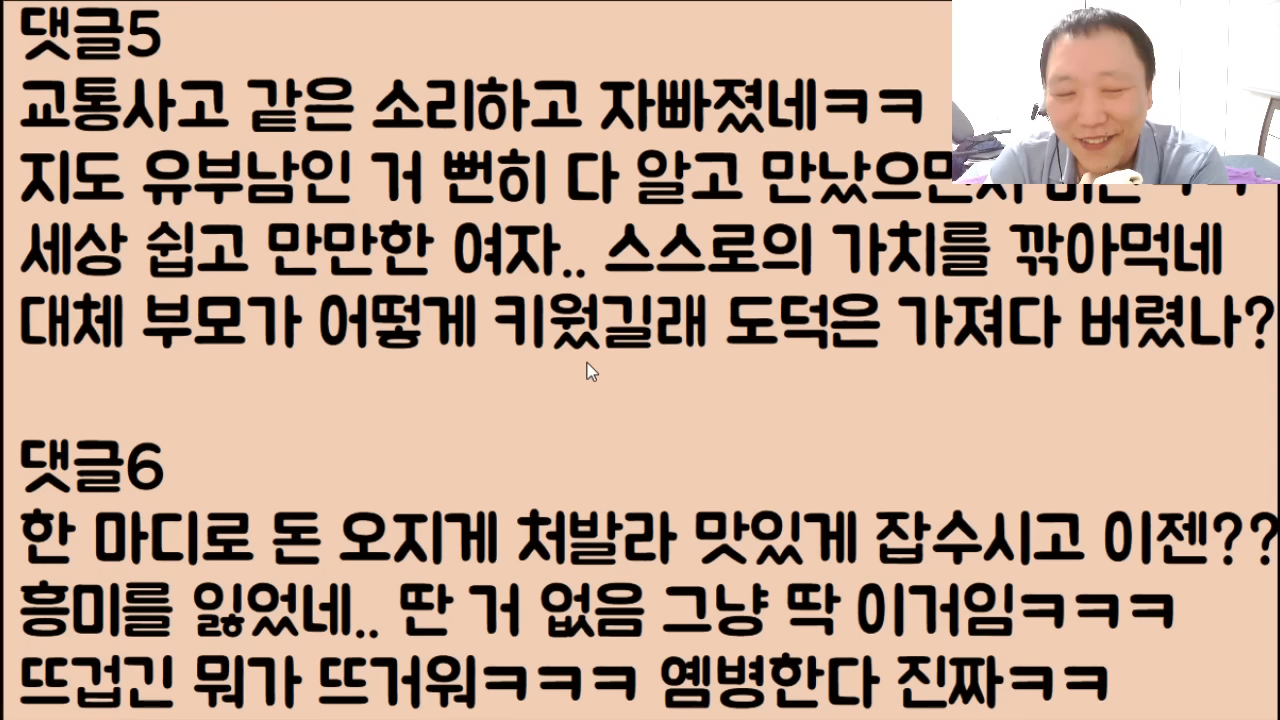 댓글5
교통사고 같은 소리하고 자빠졌네ㅋㅋ
지도 유부남인 거 뻔히 다 알고 만났으면서
세상 쉽고 만만한 여자.. 스스로의 가치를 깎아먹네
대체 부모가 어떻게 키웠길래 도덕은 가져다 버렸나?
댓글6
한 마디로 돈 오지게 처발라 맛있게 잡수시고 이젠??
흥미를 잃었네.. 딴 거 없음 그냥 딱 이거임ㅋㅋㅋ
뜨겁긴 뭐가 뜨거워ㅋㅋㅋ 옘병한다 진짜ㅋㅋ